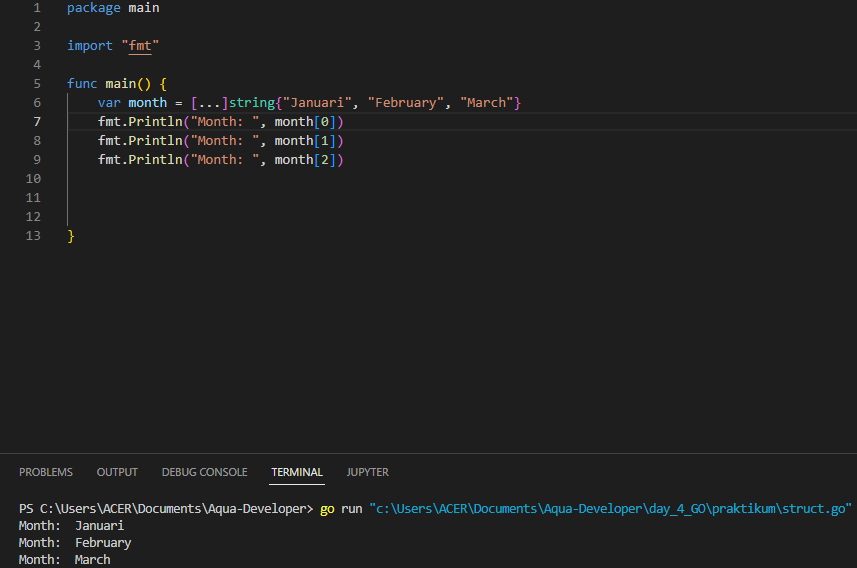 1 package main
2
3 import "fmt"
4
5 func main() {
6     var month = [...]string{"Januari", "February", "March"}
7     fmt.Println("Month: ", month[0])
8     fmt.Println("Month: ", month[1])
9     fmt.Println("Month: ", month[2])
10
11
12
13 }
PROBLEMS OUTPUT DEBUG CONSOLE TERMINAL JUPYTER
PS C:\Users\ACER\Documents\Aqua-Developer> go run "c:\Users\ACER\Documents\Aqua-Developer\day_4_GO\praktikum\struct.go"
Month:  Januari
Month:  February
Month:  March